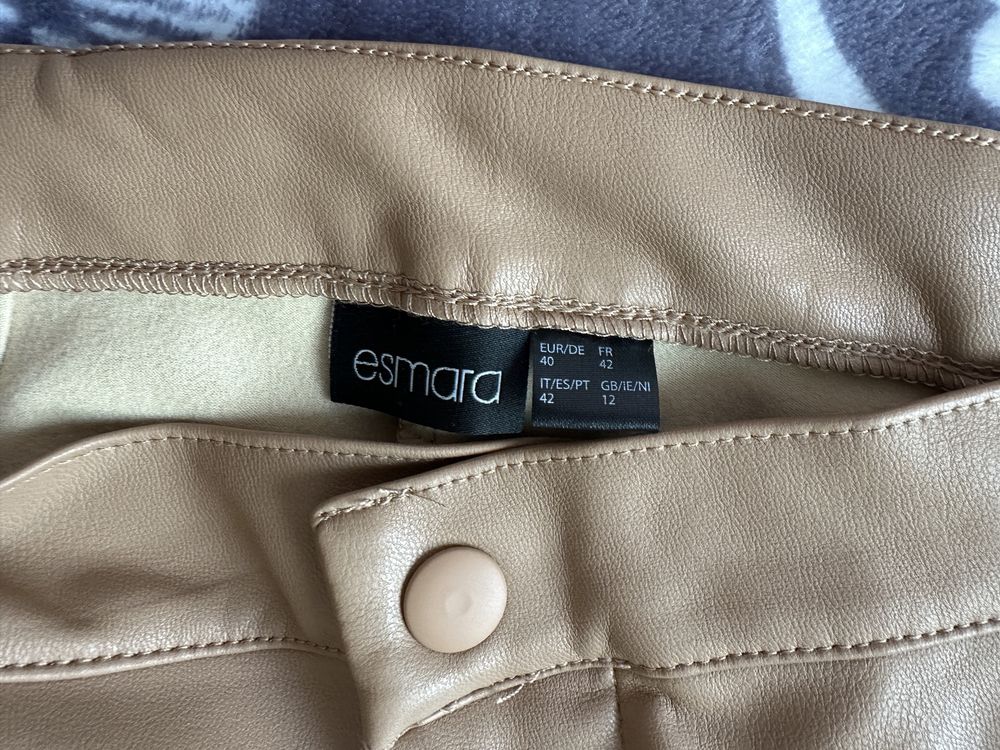 esmara
EUR/DE FR
40 42
IT/ES/PT GB/IE/NI
42 12